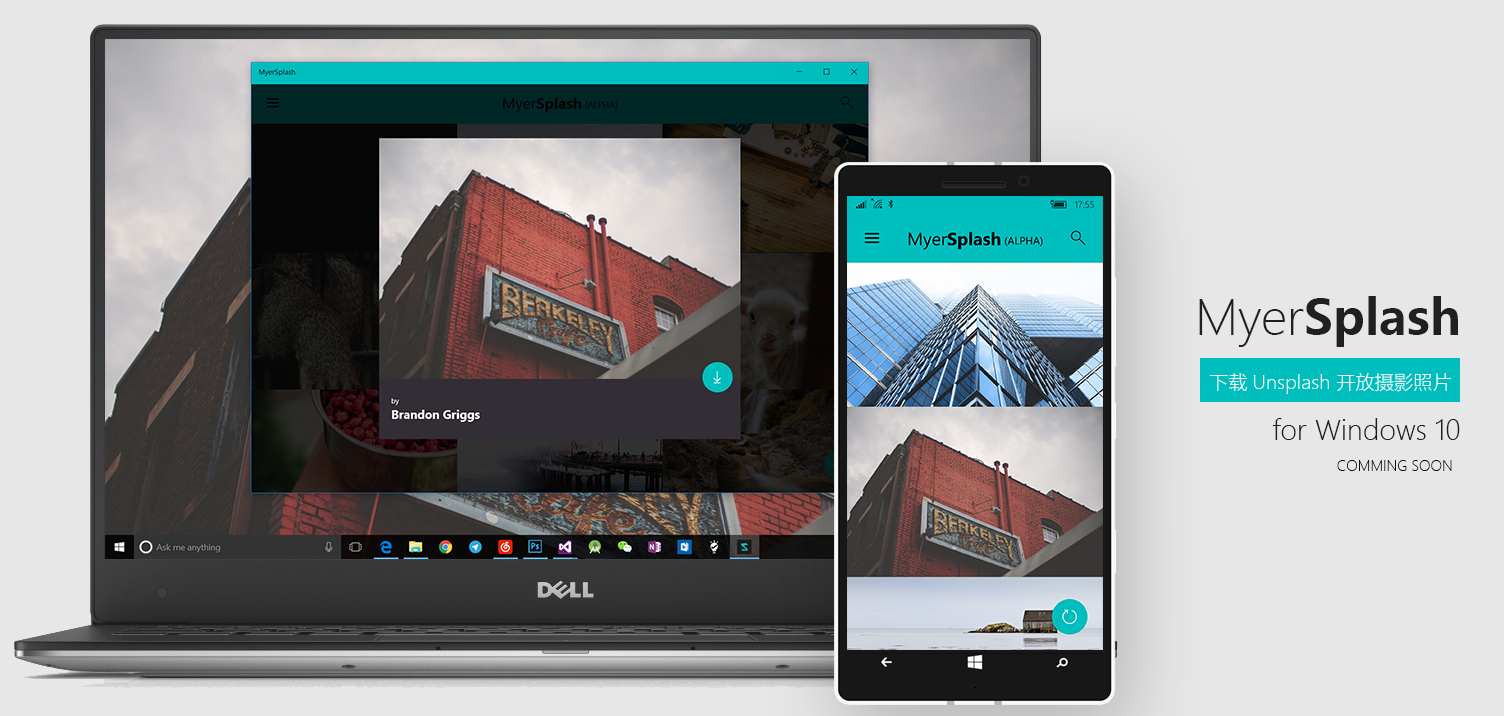 MyerSplash
MyerSplash (ALPHA)
BERKELEY
by
Brandon Griggs
Ask me anything
Ps
DELL
17:55
MyerSplash (ALPHA)
BERKELEY
MyerSplash
下载 Unsplash 开放摄影照片
for Windows 10
COMMING SOON